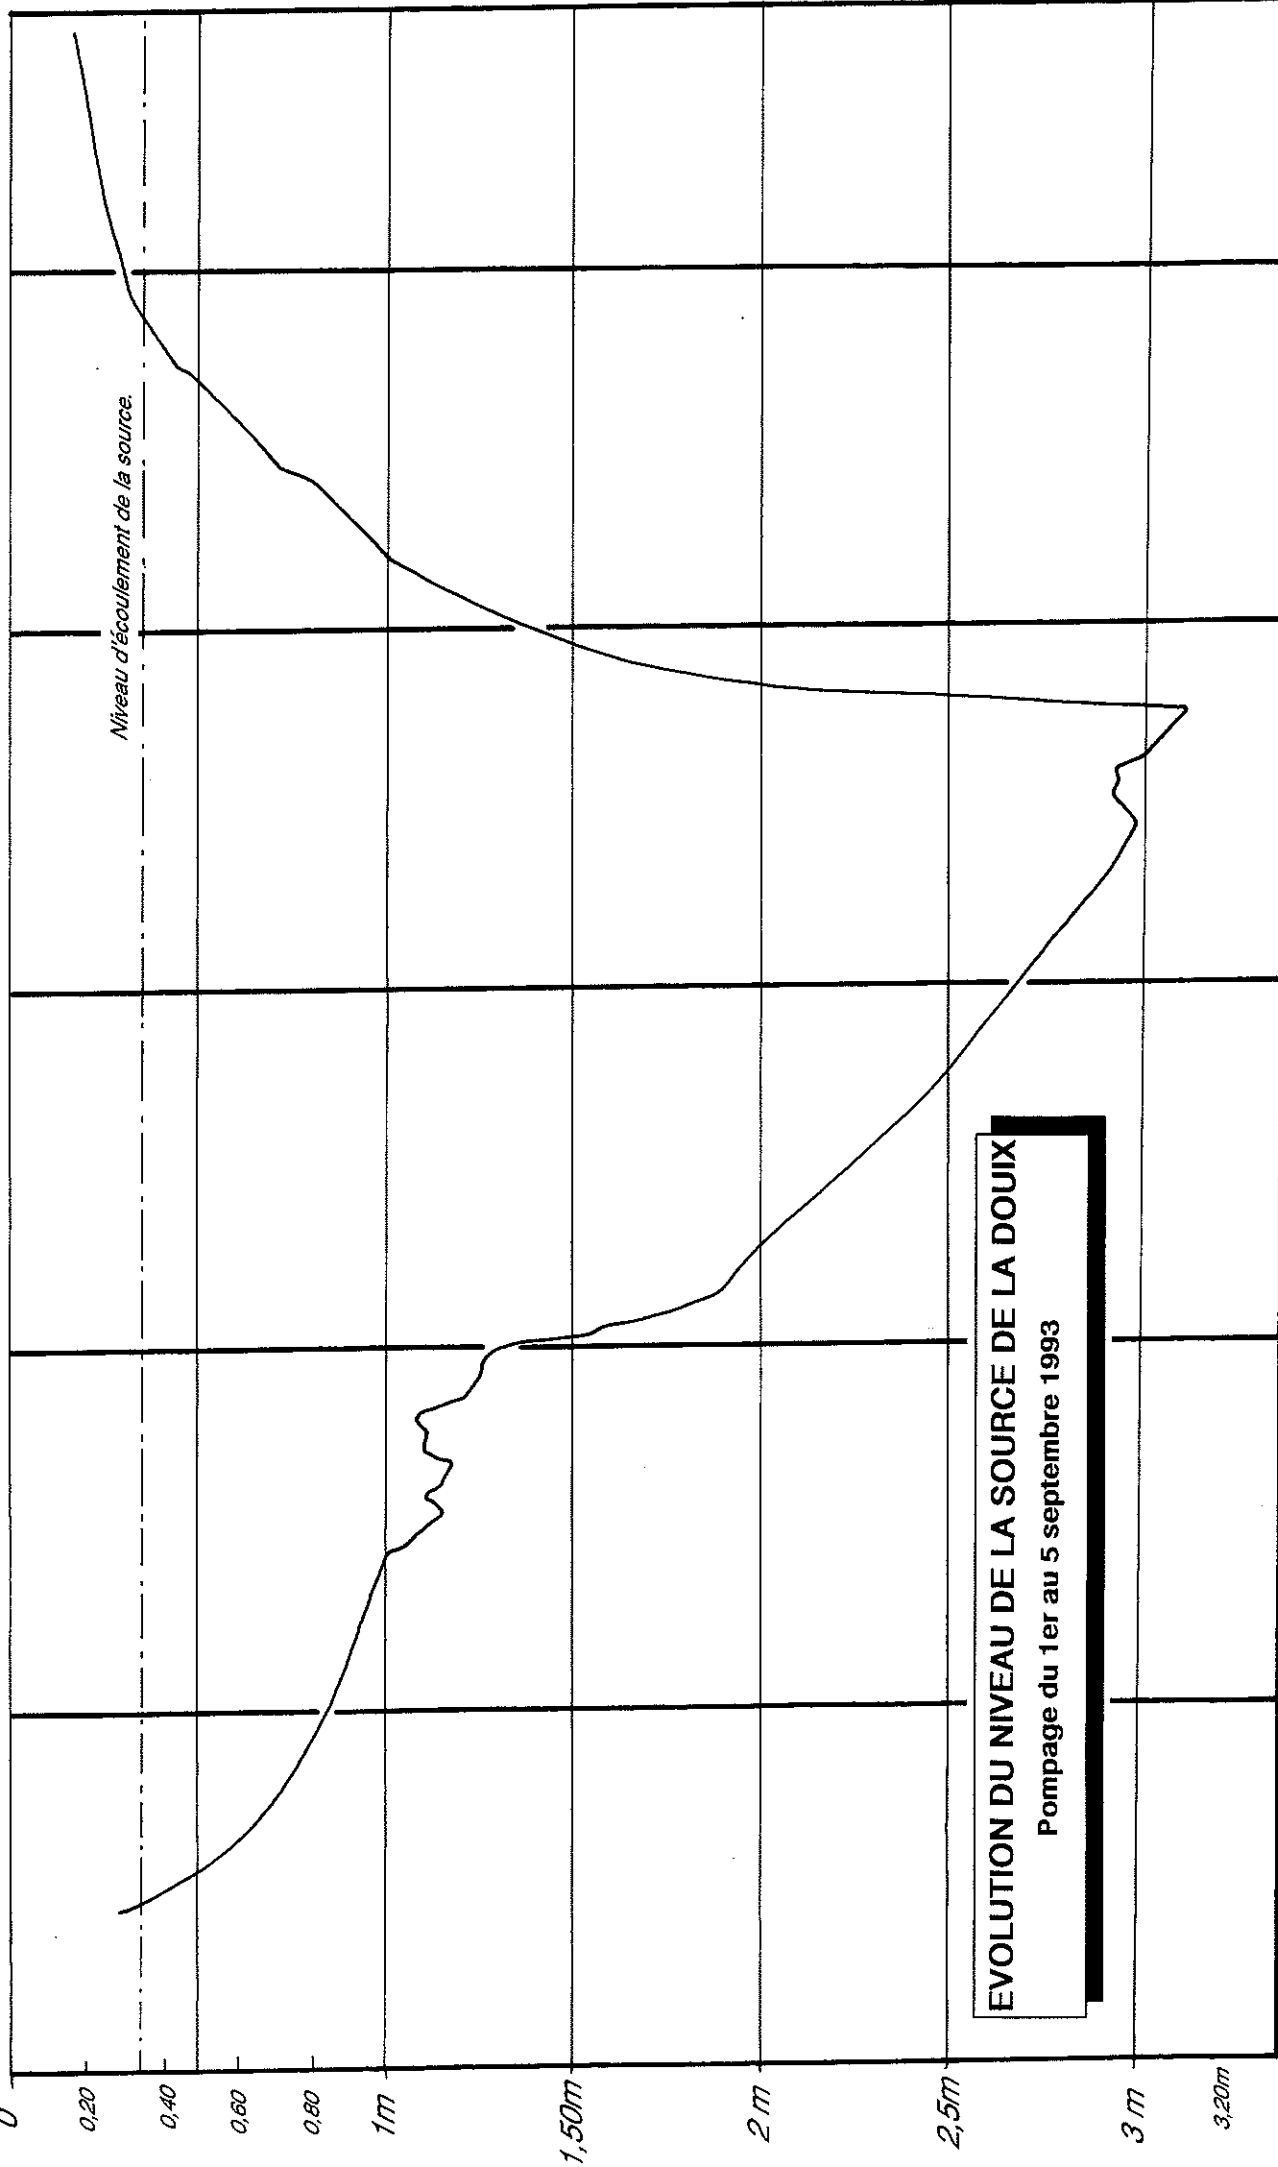 0
0,20
0,40
0,60
0,80
1m
1,50m
2 m
2,5m
3 m
3,20m
Niveau d'écoulement de la source.
EVOLUTION DU NIVEAU DE LA SOURCE DE LA DOUIX
Pompage du 1er au 5 septembre 1993